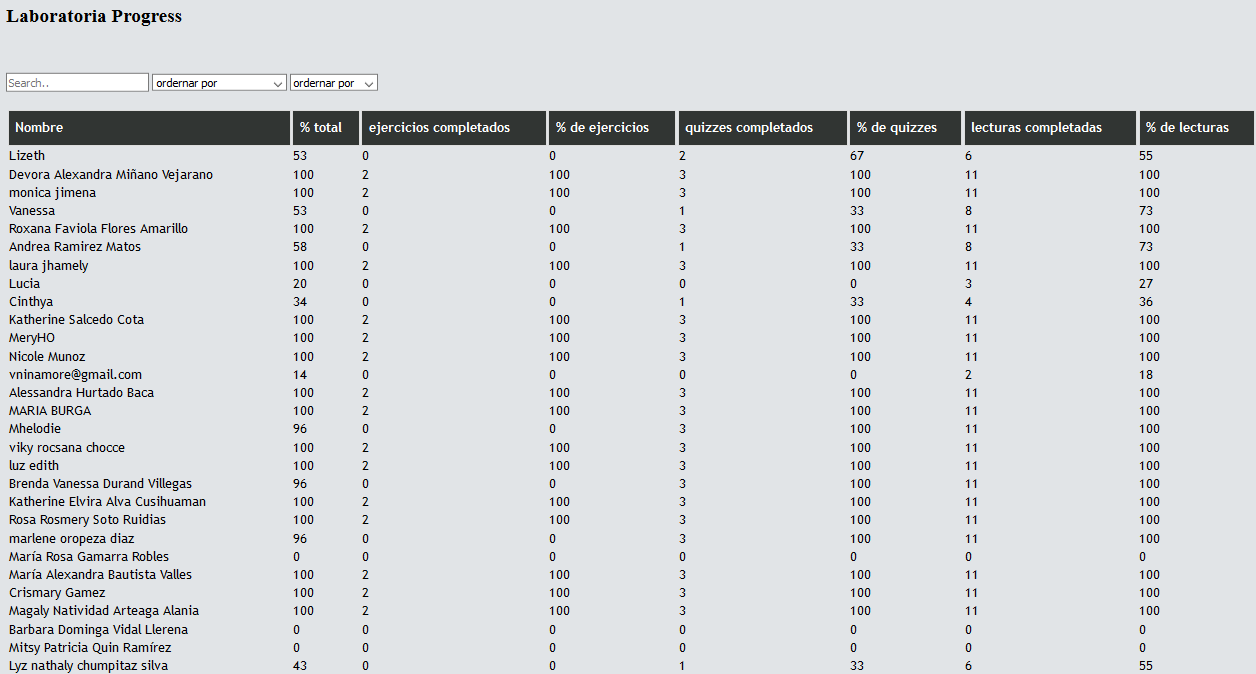 Laboratoria Progress
Search.. ordernar por ordernar por
Nombre % total ejercicios completados % de ejercicios quizzes completados % de quizzes lecturas completadas % de lecturas
Lizeth 53 0 0 2 67 6 55
Devora Alexandra Miñano Vejarano 100 2 100 3 100 11 100
monica jimena 100 2 100 3 100 11 100
Vanessa 53 0 0 1 33 8 73
Roxana Faviola Flores Amarillo 100 2 100 3 100 11 100
Andrea Ramirez Matos 58 0 0 1 33 8 73
laura jhamely 100 2 100 3 100 11 100
Lucia 20 0 0 0 0 3 27
Cinthya 34 0 0 1 33 4 36
Katherine Salcedo Cota 100 2 100 3 100 11 100
MeryHO 100 2 100 3 100 11 100
Nicole Munoz 100 2 100 3 100 11 100
vninamore@gmail.com 14 0 0 0 0 2 18
Alessandra Hurtado Baca 100 2 100 3 100 11 100
MARIA BURGA 100 2 100 3 100 11 100
Mhelodie 96 0 0 3 100 11 100
viky rocsana chocce 100 2 100 3 100 11 100
luz edith 100 2 100 3 100 11 100
Brenda Vanessa Durand Villegas 96 0 0 3 100 11 100
Katherine Elvira Alva Cusihuaman 100 2 100 3 100 11 100
Rosa Rosmery Soto Ruidias 100 2 100 3 100 11 100
marlene oropeza diaz 96 0 0 3 100 11 100
María Rosa Gamarra Robles 0 0 0 0 0 0 0
María Alexandra Bautista Valles 100 2 100 3 100 11 100
Crismary Gamez 100 2 100 3 100 11 100
Magaly Natividad Arteaga Alania 100 2 100 3 100 11 100
Barbara Dominga Vidal Llerena 0 0 0 0 0 0 0
Mitsy Patricia Quin Ramírez 0 0 0 0 0 0 0
Lyz nathaly chumpitaz silva 43 0 0 1 33 6 55